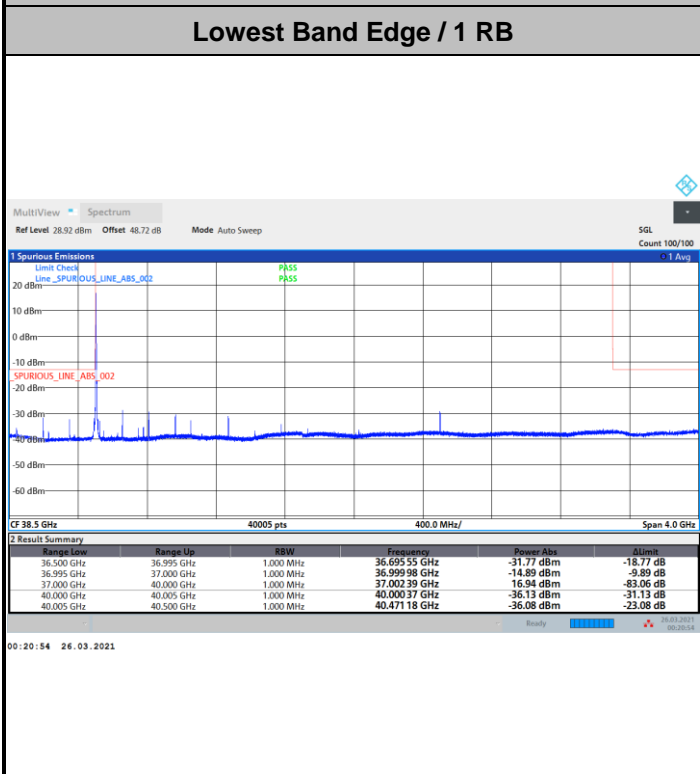 Lowest Band Edge / 1 RB
MultiView Spectrum
Ref Level 28.92 dBm Offset 48.72 dB Mode Auto Sweep SGL
Count 100/100
1 Spurious Emissions 1 Avg
Limit Check PASS
Line _SPURIOUS_LINE_ABS_002 PASS
20 dBm
10 dBm
0 dBm
-10 dBm
SPURIOUS_LINE_ABS_002
-20 dBm
-30 dBm
-40 dBm
-50 dBm
-60 dBm
CF 38.5 GHz 40005 pts 400.0 MHz/ Span 4.0 GHz
2 Result Summary
Range Low Range Up RBW Frequency Power Abs ΔLimit
36.500 GHz 36.995 GHz 1.000 MHz 36.695 55 GHz -31.77 dBm -18.77 dB
36.995 GHz 37.000 GHz 1.000 MHz 36.999 98 GHz -14.89 dBm -9.89 dB
37.000 GHz 40.000 GHz 1.000 MHz 37.002 39 GHz 16.94 dBm -83.06 dB
40.000 GHz 40.005 GHz 1.000 MHz 40.000 37 GHz -36.13 dBm -31.13 dB
40.005 GHz 40.500 GHz 1.000 MHz 40.471 18 GHz -36.08 dBm -23.08 dB
Ready 26.03.2021
00:20:54
00:20:54 26.03.2021